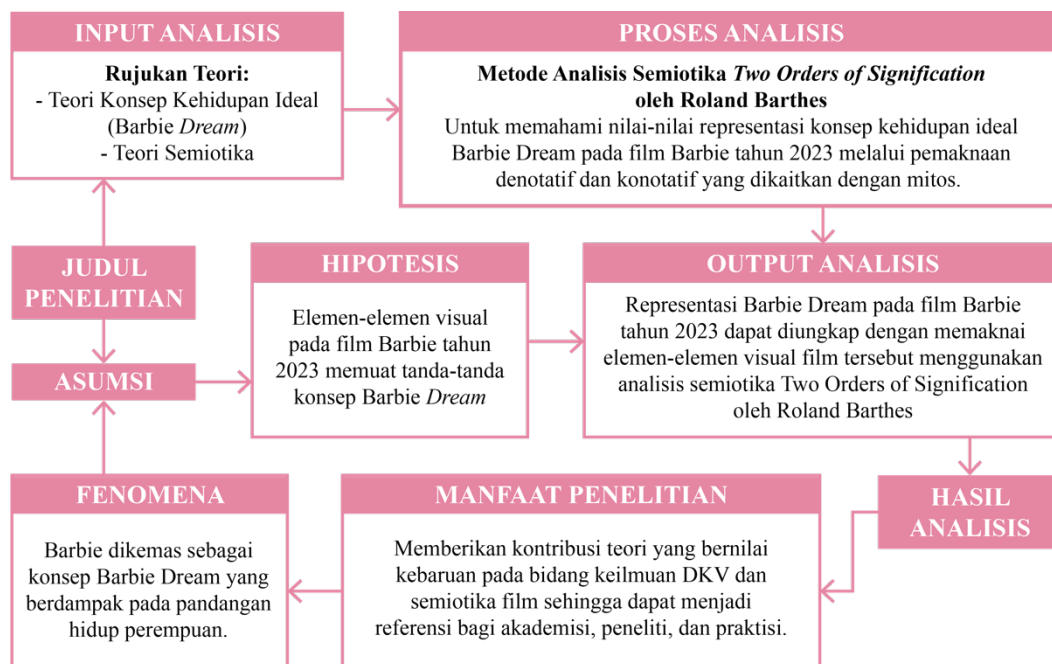 INPUT ANALISIS
Rujukan Teori:
- Teori Konsep Kehidupan Ideal
(Barbie Dream)
- Teori Semiotika
PROSES ANALISIS
Metode Analisis Semiotika Two Orders of Signification
oleh Roland Barthes
Untuk memahami nilai-nilai representasi konsep kehidupan ideal
Barbie Dream pada film Barbie tahun 2023 melalui pemaknaan
denotatif dan konotatif yang dikaitkan dengan mitos.
JUDUL
PENELITIAN
ASUMSI
HIPOTESIS
Elemen-elemen visual
pada film Barbie tahun
2023 memuat tanda-tanda
konsep Barbie Dream
OUTPUT ANALISIS
Representasi Barbie Dream pada film Barbie
tahun 2023 dapat diungkap dengan memaknai
elemen-elemen visual film tersebut menggunakan
analisis semiotika Two Orders of Signification
oleh Roland Barthes
FENOMENA
Barbie dikemas sebagai
konsep Barbie Dream yang
berdampak pada pandangan
hidup perempuan.
MANFAAT PENELITIAN
Memberikan kontribusi teori yang bernilai
kebaruan pada bidang keilmuan DKV dan
semiotika film sehingga dapat menjadi
referensi bagi akademisi, peneliti, dan praktisi.
HASIL
ANALISIS